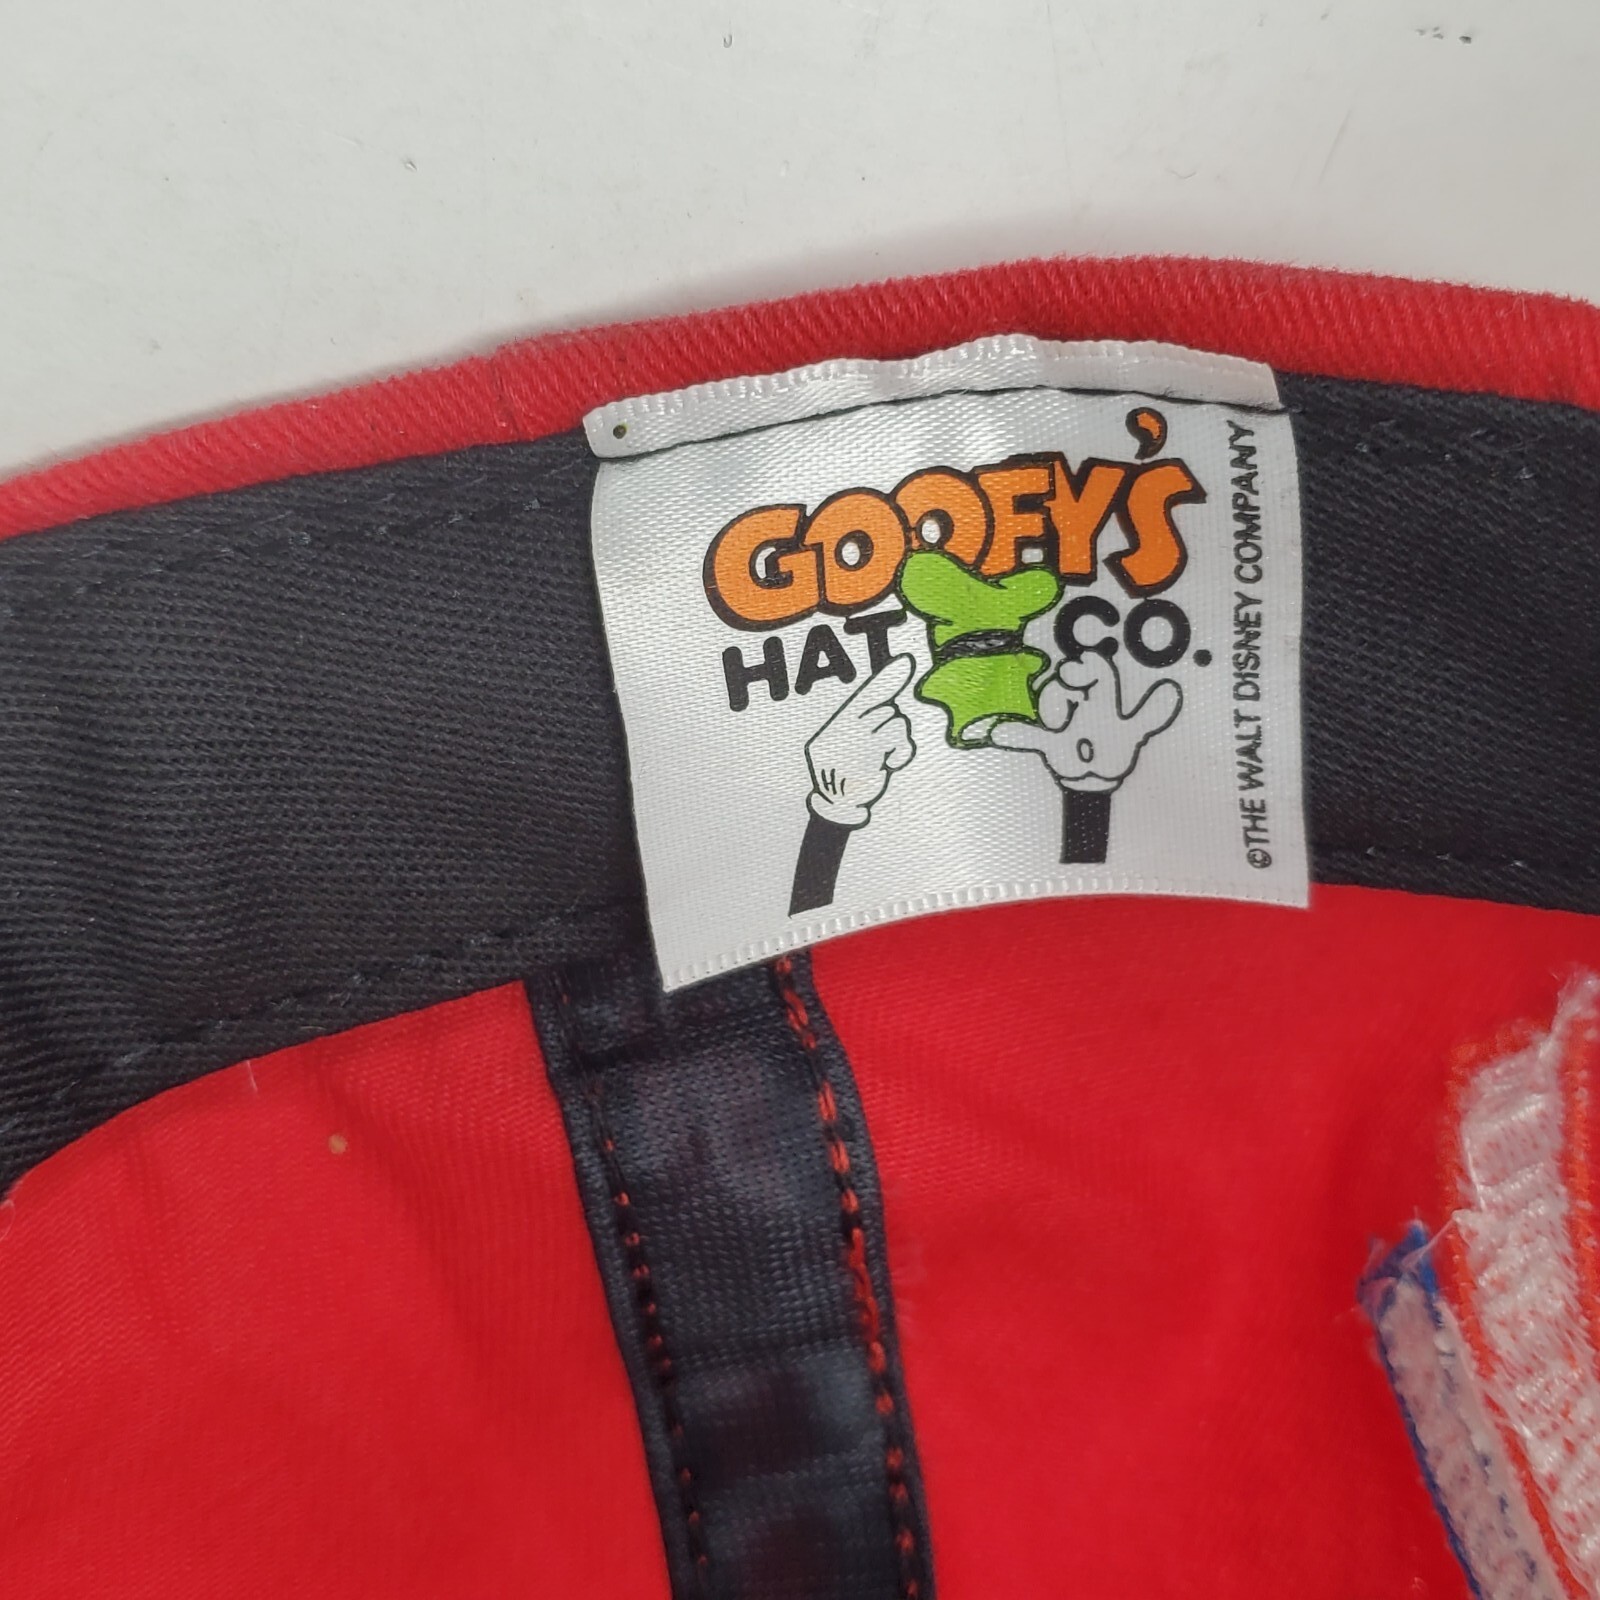 GOOFY'S
HAT CO.
©THE WALT DISNEY COMPANY